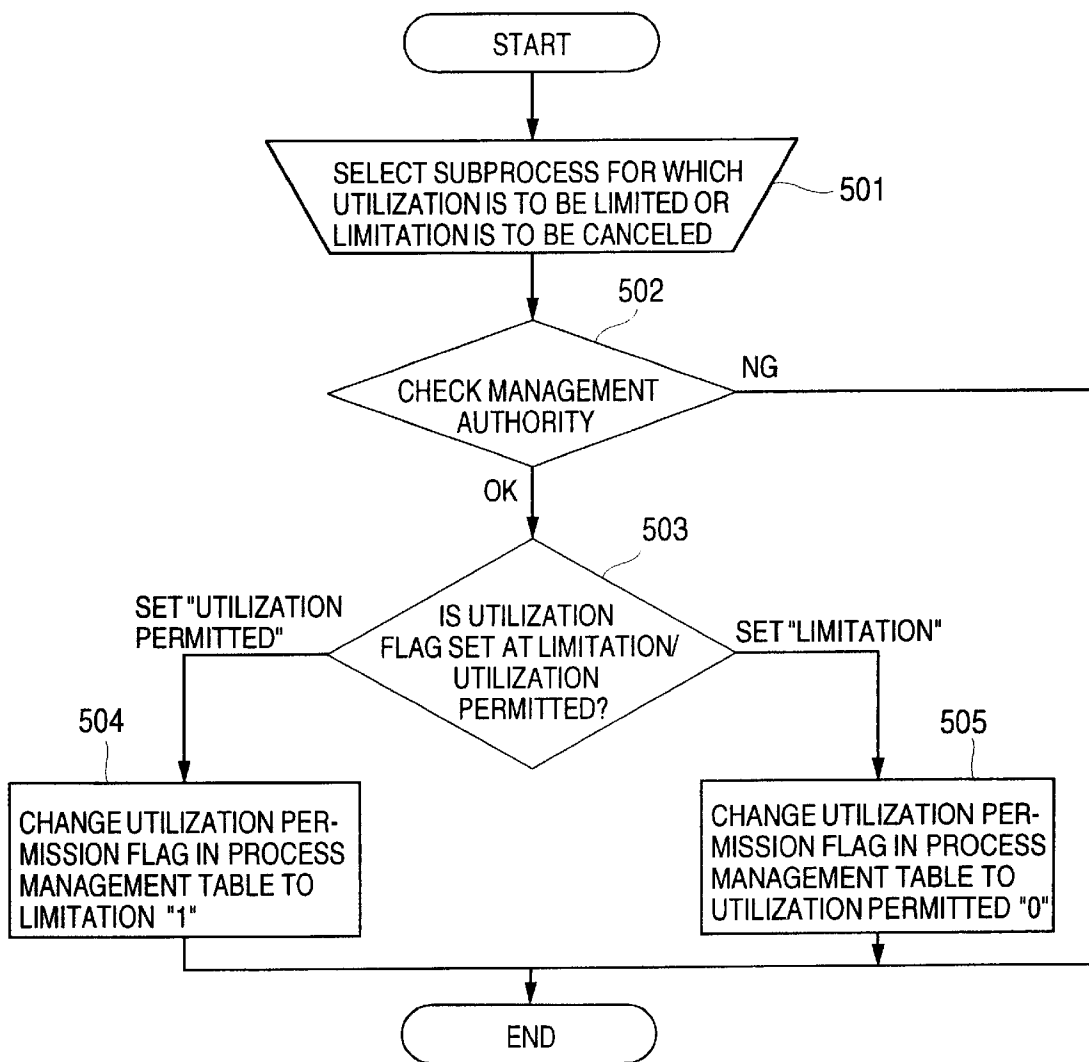 START
SELECT SUBPROCESS FOR WHICH
UTILIZATION IS TO BE LIMITED OR
LIMITATION IS TO BE CANCELED
501
502
CHECK MANAGEMENT
AUTHORITY
NG
OK
503
IS UTILIZATION
FLAG SET AT LIMITATION/
UTILIZATION
PERMITTED?
SET "UTILIZATION
PERMITTED"
SET "LIMITATION"
504
CHANGE UTILIZATION PER-
MISSION FLAG IN PROCESS
MANAGEMENT TABLE TO
LIMITATION "1"
505
CHANGE UTILIZATION PER-
MISSION FLAG IN PROCESS
MANAGEMENT TABLE TO
UTILIZATION PERMITTED "0"
END